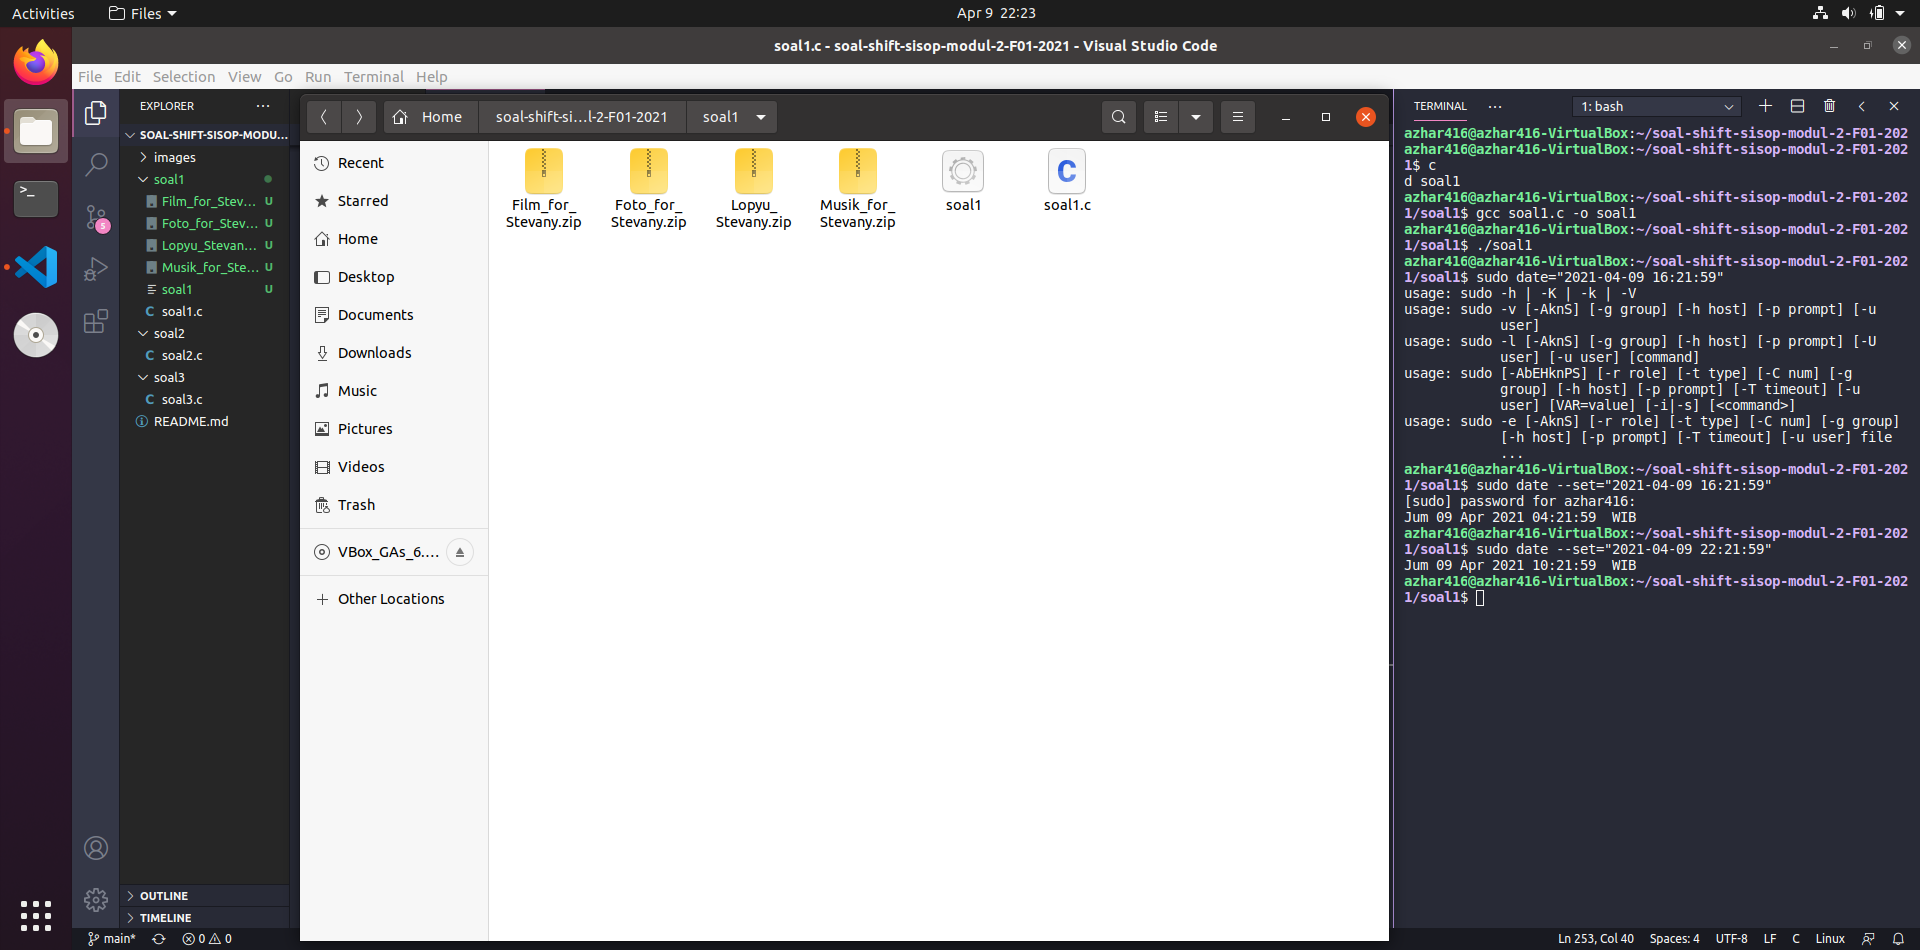 Activities
Files
Apr 9 22:23
soal1.c - soal-shift-sisop-modul-2-F01-2021 - Visual Studio Code
File Edit Selection View Go Run Terminal Help
EXPLORER
SOAL-SHIFT-SISOP-MODU...
images
soal1
Film_for_Stev... U
Foto_for_Stev... U
Lopyu_Stevan... U
Musik_for_Ste... U
soal1 U
C soal1.c
soal2
C soal2.c
soal3
C soal3.c
README.md
OUTLINE
TIMELINE
5
Home
soal-shift-si...l-2-F01-2021
soal1
Recent
Starred
Home
Desktop
Documents
Downloads
Music
Pictures
Videos
Trash
VBox_GAs_6....
Other Locations
Film_for_
Stevany.zip
Foto_for_
Stevany.zip
Lopyu_
Stevany.zip
Musik_for_
Stevany.zip
soal1
C
soal1.c
TERMINAL
1: bash
azhar416@azhar416-VirtualBox:~/soal-shift-sisop-modul-2-F01-202
azhar416@azhar416-VirtualBox:~/soal-shift-sisop-modul-2-F01-202
1$ c
d soal1
azhar416@azhar416-VirtualBox:~/soal-shift-sisop-modul-2-F01-202
1/soal1$ gcc soal1.c -o soal1
azhar416@azhar416-VirtualBox:~/soal-shift-sisop-modul-2-F01-202
1/soal1$ ./soal1
azhar416@azhar416-VirtualBox:~/soal-shift-sisop-modul-2-F01-202
1/soal1$ sudo date="2021-04-09 16:21:59"
usage: sudo -h | -K | -k | -V
usage: sudo -v [-AknS] [-g group] [-h host] [-p prompt] [-u
user]
usage: sudo -l [-AknS] [-g group] [-h host] [-p prompt] [-U
user] [-u user] [command]
usage: sudo [-AbEHknPS] [-r role] [-t type] [-C num] [-g
group] [-h host] [-p prompt] [-T timeout] [-u
user] [VAR=value] [-i|-s] [<command>]
usage: sudo -e [-AknS] [-r role] [-t type] [-C num] [-g group]
[-h host] [-p prompt] [-T timeout] [-u user] file
...
azhar416@azhar416-VirtualBox:~/soal-shift-sisop-modul-2-F01-202
1/soal1$ sudo date --set="2021-04-09 16:21:59"
[sudo] password for azhar416:
Jum 09 Apr 2021 04:21:59  WIB
azhar416@azhar416-VirtualBox:~/soal-shift-sisop-modul-2-F01-202
1/soal1$ sudo date --set="2021-04-09 22:21:59"
Jum 09 Apr 2021 10:21:59  WIB
azhar416@azhar416-VirtualBox:~/soal-shift-sisop-modul-2-F01-202
1/soal1$
main* 0 0
Ln 253, Col 40 Spaces: 4 UTF-8 LF C Linux